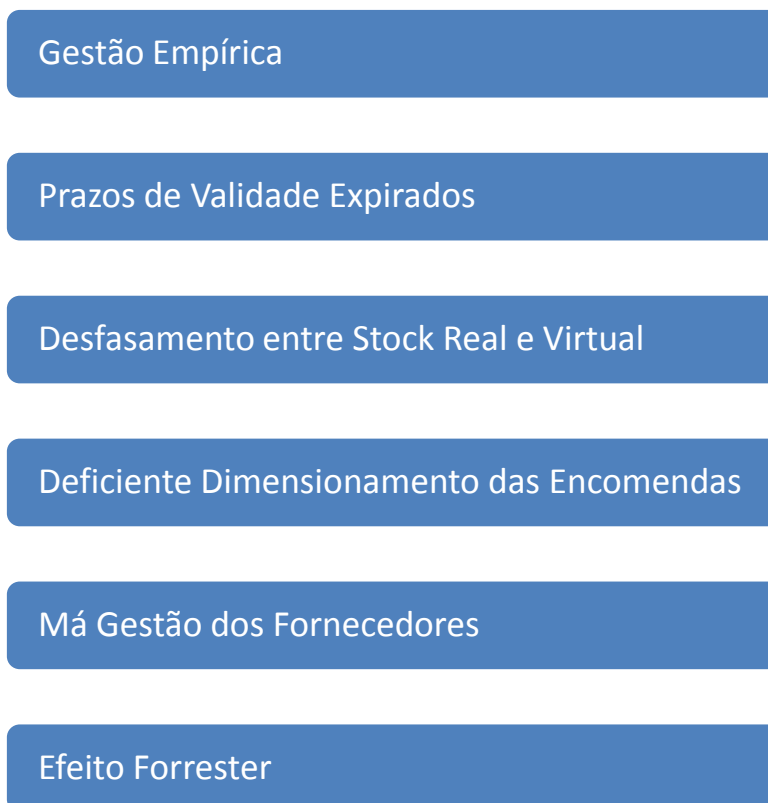 Gestão Empírica
Prazos de Validade Expirados
Desfasamento entre Stock Real e Virtual
Deficiente Dimensionamento das Encomendas
Má Gestão dos Fornecedores
Efeito Forrester